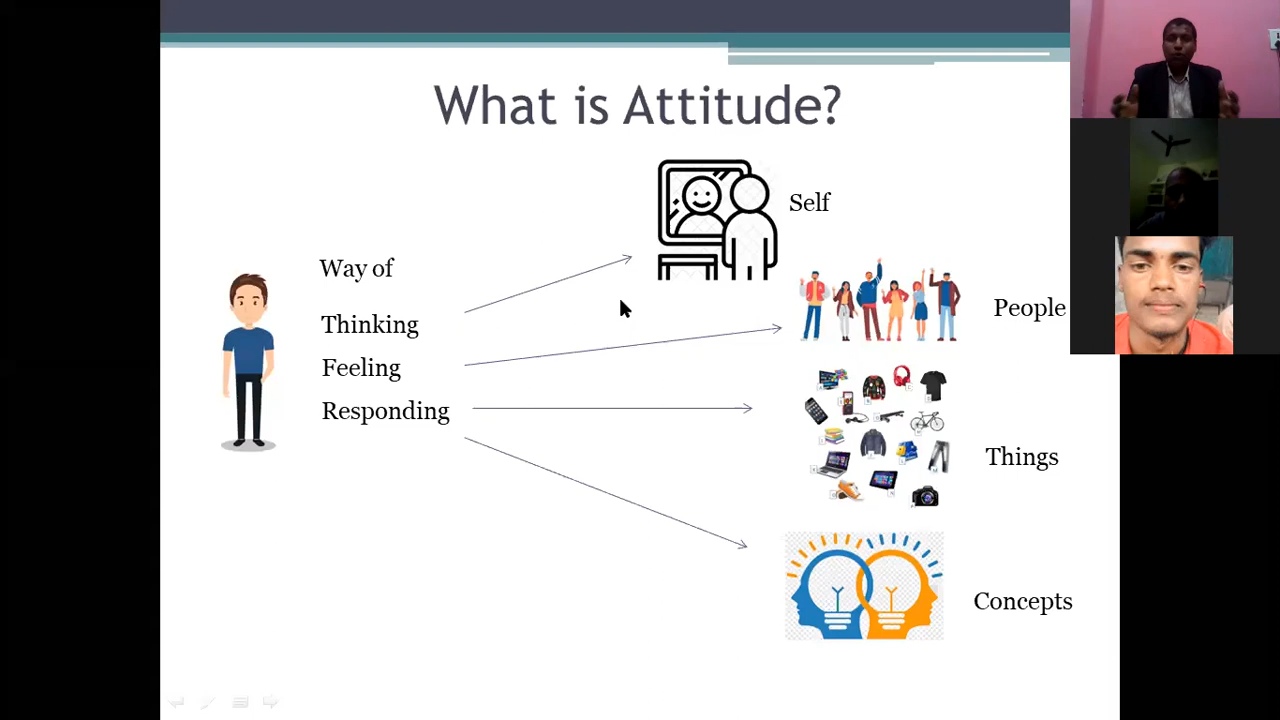 What is Attitude?
Self
Way of
People
Thinking
Feeling
Responding
Things
Concepts